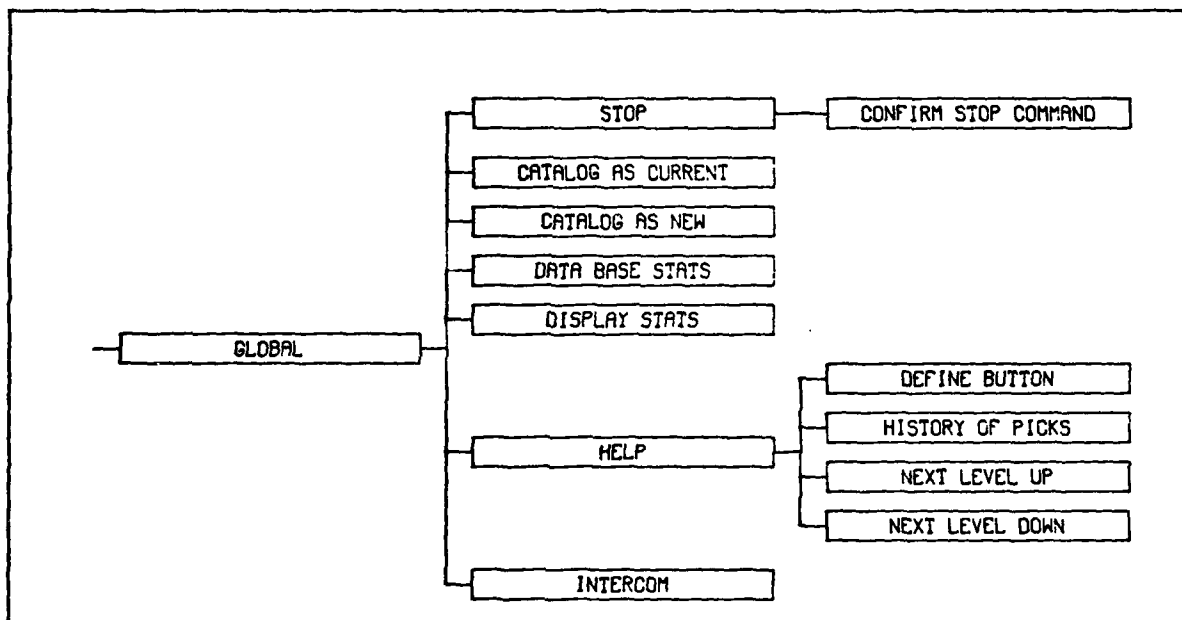 STOP
CONFIRM STOP COMMAND
CATALOG AS CURRENT
CATALOG AS NEW
DATA BASE STATS
DISPLAY STATS
GLOBAL
DEFINE BUTTON
HISTORY OF PICKS
HELP
NEXT LEVEL UP
NEXT LEVEL DOWN
INTERCOM